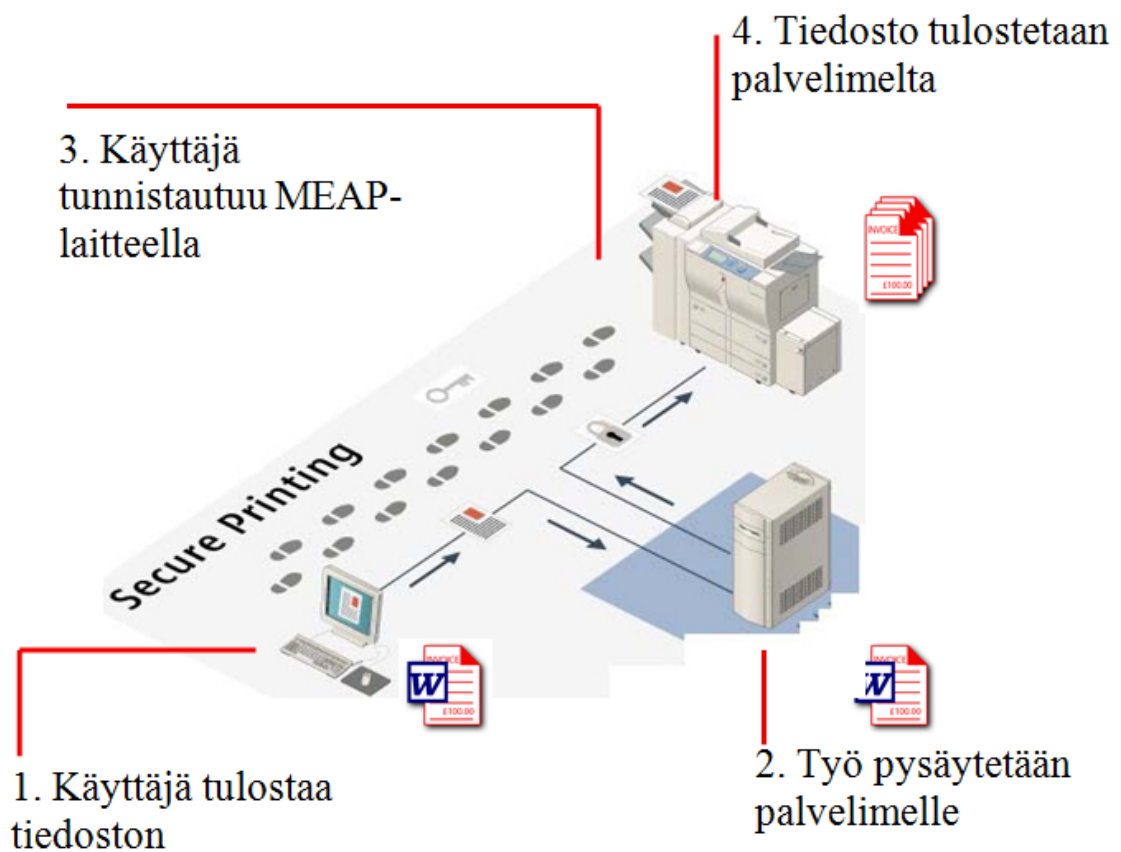 4. Tiedosto tulostetaan
palvelimelta
3. Käyttäjä
tunnistautuu MEAP-
laitteella
INVOICE
£100.00
Secure Printing
W
INVOICE
£100.00
W
INVOICE
£100.00
1. Käyttäjä tulostaa
tiedoston
2. Työ pysäytetään
palvelimelle